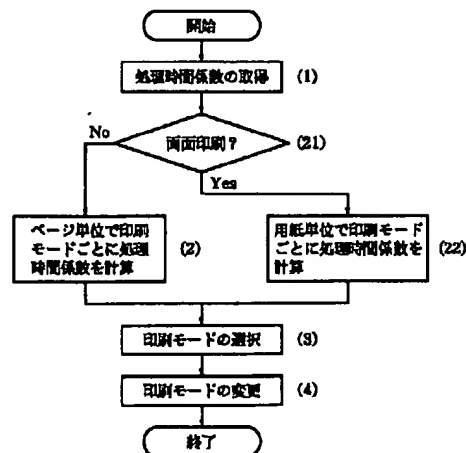 開始
処理時間係数の取得 (1)
両面印刷? (21)
No
Yes
ページ単位で印刷
モードごとに処理
時間係数を計算
(2)
用紙単位で印刷モード
ごとに処理時間係数を
計算
(22)
印刷モードの選択 (3)
印刷モードの変更 (4)
終了